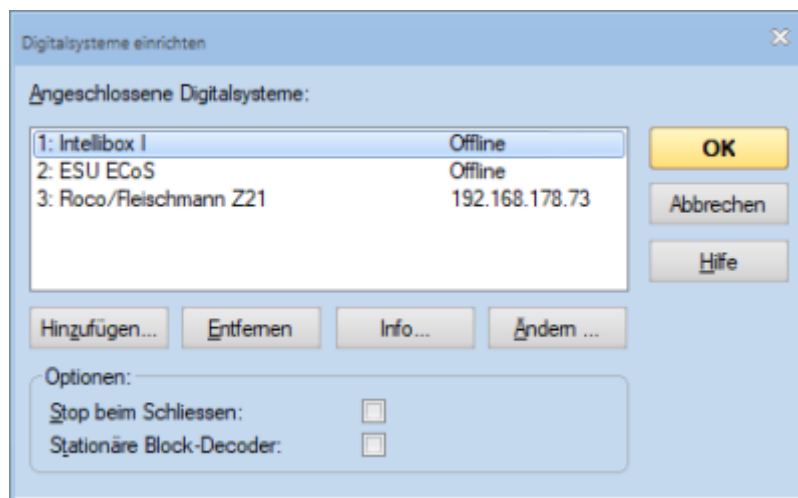 Digitalsysteme einrichten
Angeschlossene Digitalsysteme:
1: Intellibox I Offline
2: ESU ECoS Offline
3: Roco/Fleischmann Z21 192.168.178.73
OK
Abbrechen
Hilfe
Hinzufügen... Entfernen Info... Ändern ...
Optionen:
Stop beim Schliessen:
Stationäre Block-Decoder: